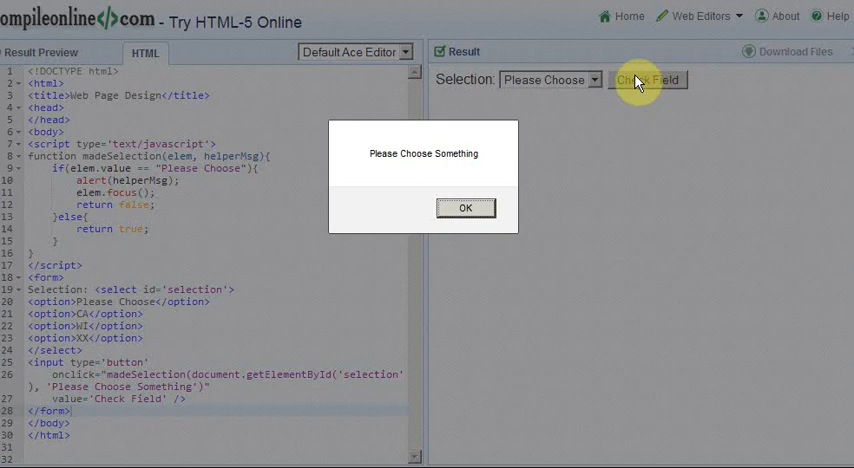 ompileonline</>com - Try HTML-5 Online
Home Web Editors About Help
Result Preview HTML Default Ace Editor
Result Download Files
Selection: Please Choose Check Field
Please Choose Something
OK
1 <!DOCTYPE html>
2 <html>
3 <title>Web Page Design</title>
4 <head>
5 </head>
6 <body>
7 <script type='text/javascript'>
8 function madeSelection(elem, helperMsg){
9 if(elem.value == "Please Choose"){
10 alert(helperMsg);
11 elem.focus();
12 return false;
13 }else{
14 return true;
15 }
16 }
17 </script>
18 <form>
19 Selection: <select id='selection'>
20 <option>Please Choose</option>
21 <option>CA</option>
22 <option>WI</option>
23 <option>XX</option>
24 </select>
25 <input type='button'
26 onclick="madeSelection(document.getElementById('selection'
), 'Please Choose Something')"
27 value='Check Field' />
28 </form>
29 </body>
30 </html>
31
32